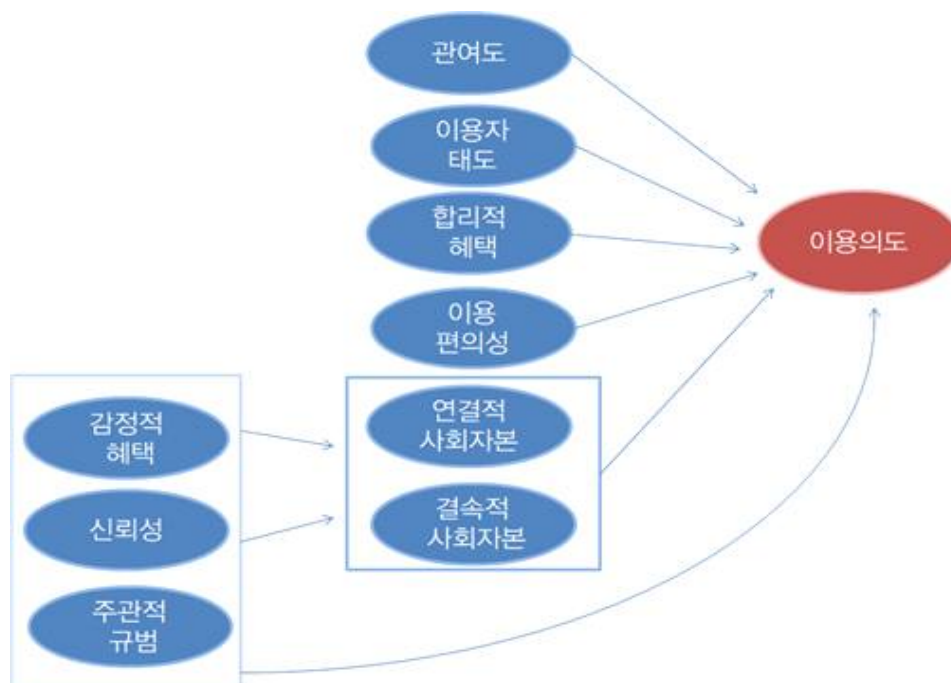 관여도
이용자
태도
합리적
혜택
이용의도
이용
편의성
감정적
혜택
연결적
사회자본
신뢰성
결속적
사회자본
주관적
규범